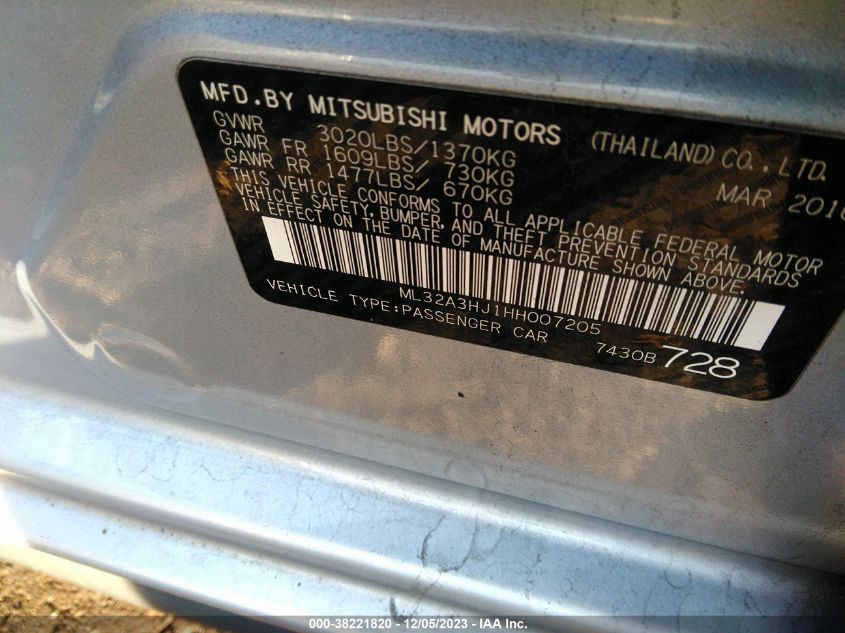 MFD.BY MITSUBISHI MOTORS (THAILAND) CO., LTD.
GVWR 3020LBS/1370KG MAR 2016
GAWR FR 1609LBS/ 730KG
GAWR RR 1477LBS/ 670KG
THIS VEHICLE CONFORMS TO ALL APPLICABLE FEDERAL MOTOR
VEHICLE SAFETY, BUMPER, AND THEFT PREVENTION STANDARDS
IN EFFECT ON THE DATE OF MANUFACTURE SHOWN ABOVE.
ML32A3HJ1HH007205
VEHICLE TYPE:PASSENGER CAR 7430B 728
000-38221820 - 12/05/2023 - IAA Inc.